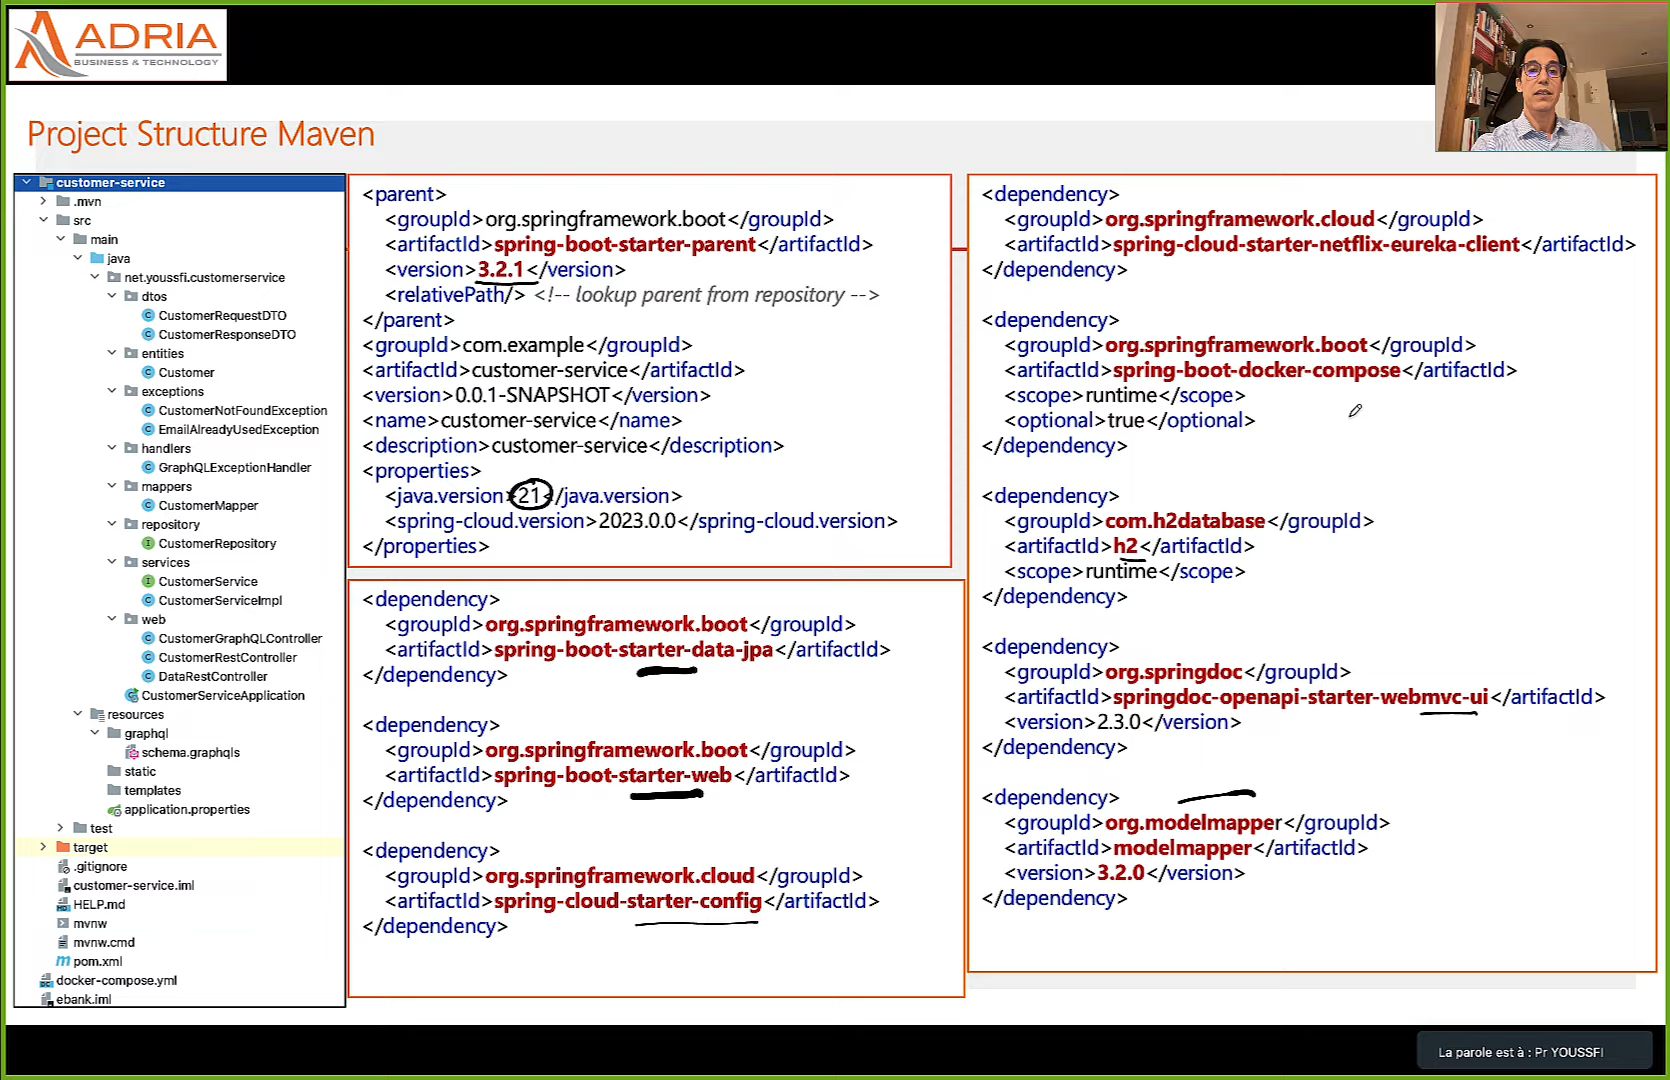 ADRIA
BUSINESS & TECHNOLOGY
Project Structure Maven
customer-service
.mvn
src
main
java
net.youssfi.customerservice
dtos
CustomerRequestDTO
CustomerResponseDTO
entities
Customer
exceptions
CustomerNotFoundException
EmailAlreadyUsedException
handlers
GraphQLExceptionHandler
mappers
CustomerMapper
repository
CustomerRepository
services
CustomerService
CustomerServiceImpl
web
CustomerGraphQLController
CustomerRestController
DataRestController
CustomerServiceApplication
resources
graphql
schema.graphqls
static
templates
application.properties
test
target
.gitignore
customer-service.iml
HELP.md
mvnw
mvnw.cmd
pom.xml
docker-compose.yml
ebank.iml
<parent>
<groupId>org.springframework.boot</groupId>
<artifactId>spring-boot-starter-parent</artifactId>
<version>3.2.1</version>
<relativePath/> <!-- lookup parent from repository -->
</parent>
<groupId>com.example</groupId>
<artifactId>customer-service</artifactId>
<version>0.0.1-SNAPSHOT</version>
<name>customer-service</name>
<description>customer-service</description>
<properties>
<java.version>21</java.version>
<spring-cloud.version>2023.0.0</spring-cloud.version>
</properties>
<dependency>
<groupId>org.springframework.boot</groupId>
<artifactId>spring-boot-starter-data-jpa</artifactId>
</dependency>
<dependency>
<groupId>org.springframework.boot</groupId>
<artifactId>spring-boot-starter-web</artifactId>
</dependency>
<dependency>
<groupId>org.springframework.cloud</groupId>
<artifactId>spring-cloud-starter-config</artifactId>
</dependency>
<dependency>
<groupId>org.springframework.cloud</groupId>
<artifactId>spring-cloud-starter-netflix-eureka-client</artifactId>
</dependency>
<dependency>
<groupId>org.springframework.boot</groupId>
<artifactId>spring-boot-docker-compose</artifactId>
<scope>runtime</scope>
<optional>true</optional>
</dependency>
<dependency>
<groupId>com.h2database</groupId>
<artifactId>h2</artifactId>
<scope>runtime</scope>
</dependency>
<dependency>
<groupId>org.springdoc</groupId>
<artifactId>springdoc-openapi-starter-webmvc-ui</artifactId>
<version>2.3.0</version>
</dependency>
<dependency>
<groupId>org.modelmapper</groupId>
<artifactId>modelmapper</artifactId>
<version>3.2.0</version>
</dependency>
La parole est à : Pr YOUSSFI